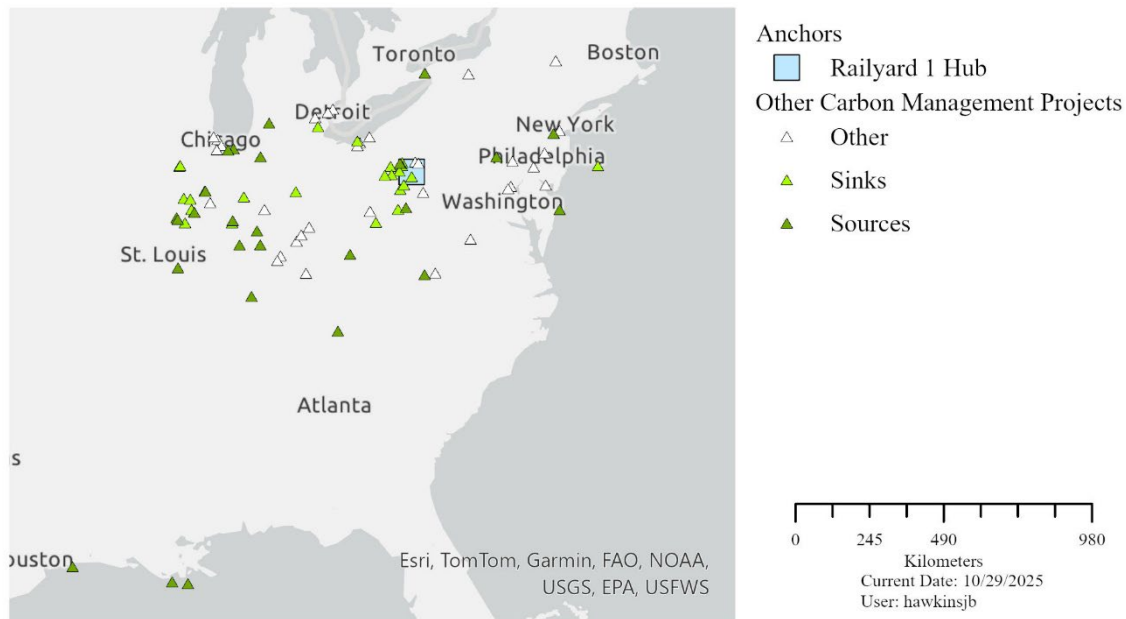 Toronto
Boston
Detroit
Chicago
New York
Philadelphia
Washington
St. Louis
Atlanta
s
ouston
Esri, TomTom, Garmin, FAO, NOAA,
USGS, EPA, USFWS
Anchors
Railyard 1 Hub
Other Carbon Management Projects
Other
Sinks
Sources
0 245 490 980
Kilometers
Current Date: 10/29/2025
User: hawkinsjb